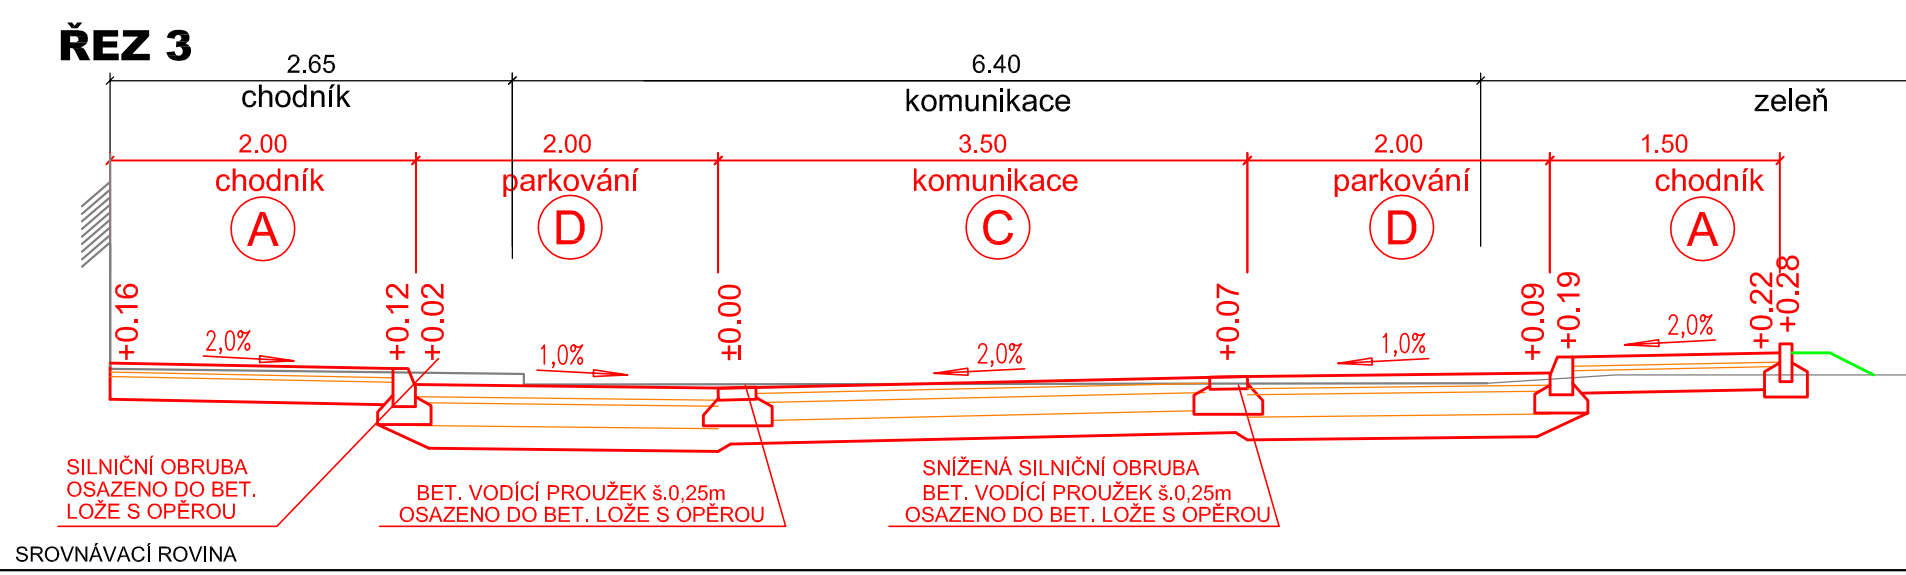 ŘEZ 3
2.65
6.40
chodník
komunikace
zeleň
2.00
2.00
3.50
2.00
1.50
chodník
parkování
komunikace
parkování
chodník
A
D
C
D
A
+0.16
+0.12
+0.02
±0.00
+0.07
+0.09
+0.19
+0.22
+0.28
2,0%
1,0%
2,0%
1,0%
2,0%
SILNIČNÍ OBRUBA
OSAZENO DO BET.
LOŽE S OPĚROU
BET. VODÍCÍ PROUŽEK š.0,25m
OSAZENO DO BET. LOŽE S OPĚROU
SNÍŽENÁ SILNIČNÍ OBRUBA
BET. VODÍCÍ PROUŽEK š.0,25m
OSAZENO DO BET. LOŽE S OPĚROU
SROVNÁVACÍ ROVINA